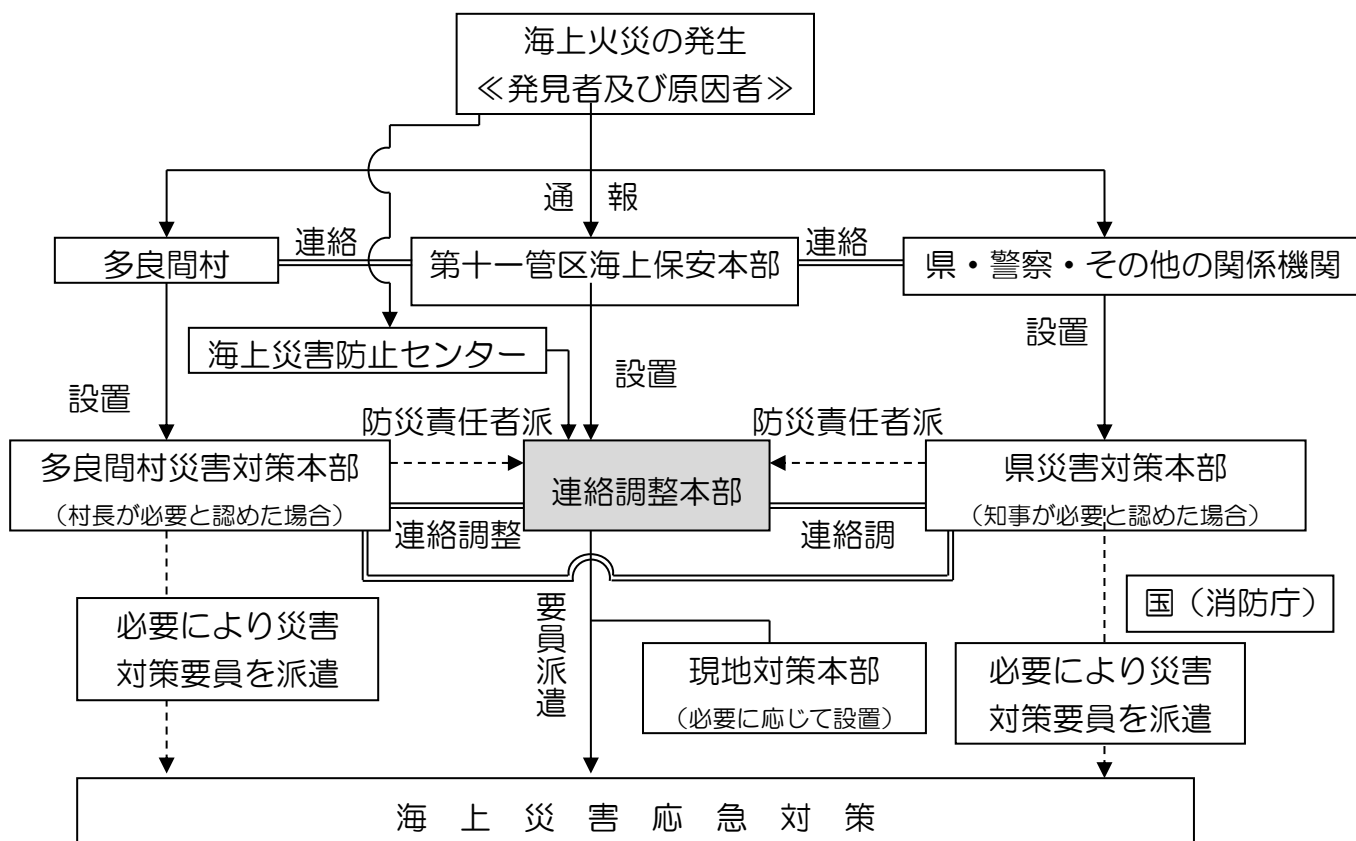 海上火災の発生
≪発見者及び原因者≫
通 報
多良間村
連絡
第十一管区海上保安本部
連絡
県・警察・その他の関係機関
海上災害防止センター
設置
設置
設置
防災責任者派
防災責任者派
多良間村災害対策本部
(村長が必要と認めた場合)
連絡調整本部
県災害対策本部
(知事が必要と認めた場合)
連絡調整
連絡調
要員派遣
国(消防庁)
必要により災害
対策要員を派遣
現地対策本部
(必要に応じて設置)
必要により災害
対策要員を派遣
海 上 災 害 応 急 対 策